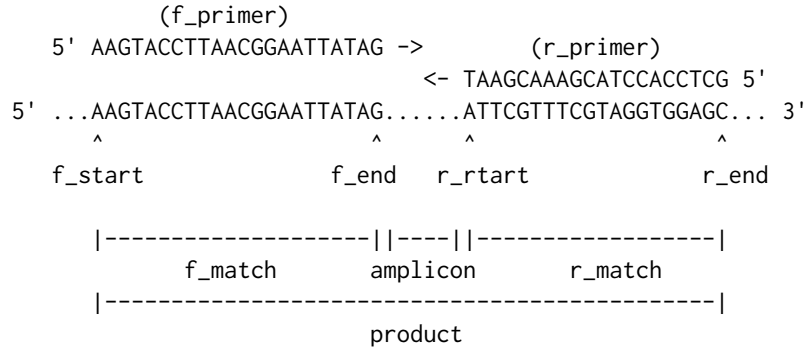 (f_primer)
5' AAGTACCTTAACGGAATTATAG -> (r_primer)
<- TAAGCAAAGCATCCACCTCG 5'
5' ...AAGTACCTTAACGGAATTATAG......ATTCGTTTCGTAGGTGGAGC... 3'
^ ^ ^ ^
f_start f_end r_rtart r_end
|---------------------||----||-------------------|
f_match amplicon r_match
|------------------------------------------------|
product